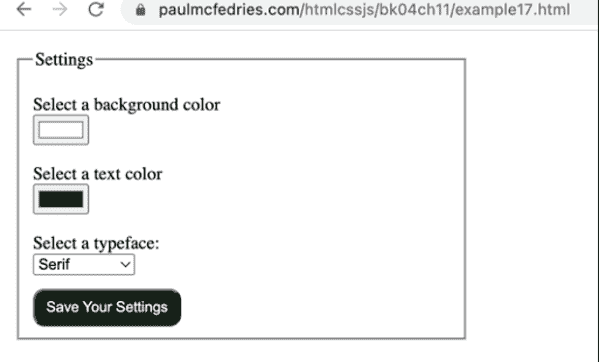 paulmcfedries.com/htmlcssjs/bk04ch11/example17.html
Settings
Select a background color
Select a text color
Select a typeface:
Serif
Save Your Settings